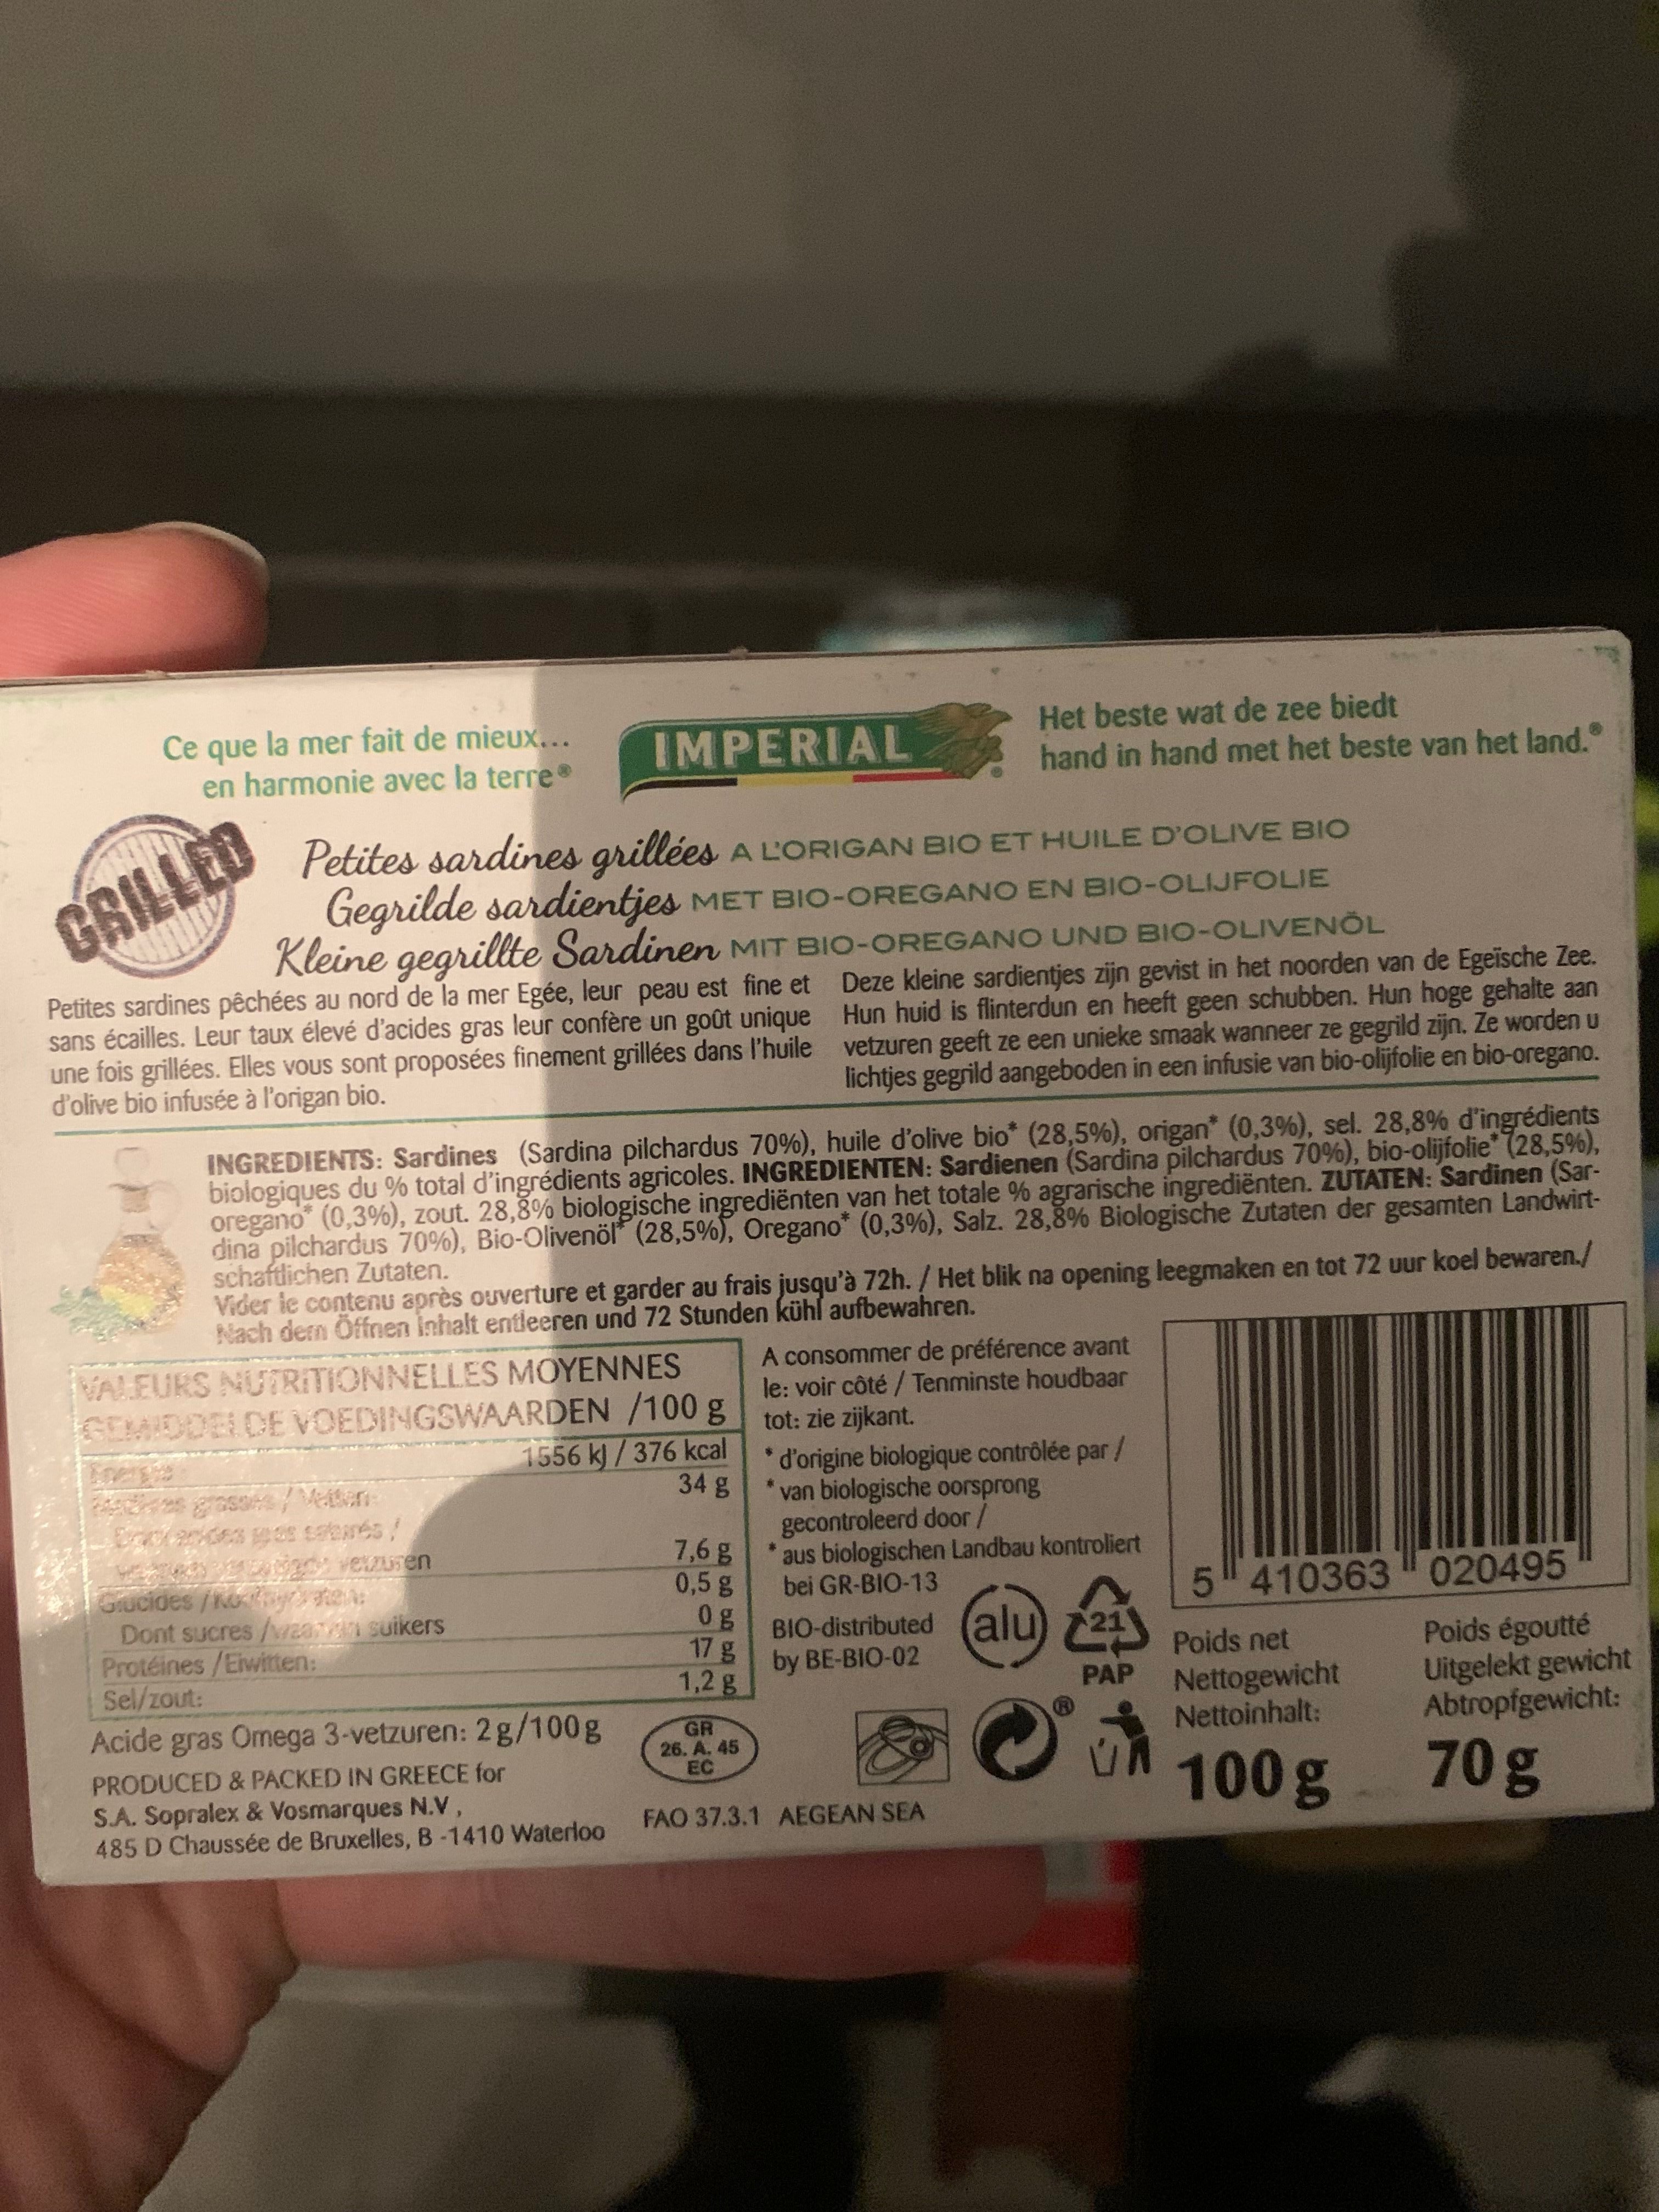 Ce que la mer fait de mieux...
en harmonie avec la terre®
IMPERIAL
Het beste wat de zee biedt
hand in hand met het beste van het land.®
GRILLED
Petites sardines grillées A L'ORIGAN BIO ET HUILE D'OLIVE BIO
Gegrilde sardientjes MET BIO-OREGANO EN BIO-OLIJFOLIE
Kleine gegrillte Sardinen MIT BIO-OREGANO UND BIO-OLIVENÖL
Petites sardines pêchées au nord de la mer Egée, leur peau est fine et
sans écailles. Leur taux élevé d'acides gras leur confère un goût unique
une fois grillées. Elles vous sont proposées finement grillées dans l'huile
d'olive bio infusée à l'origan bio.
Deze kleine sardientjes zijn gevist in het noorden van de Egeïsche Zee.
Hun huid is flinterdun en heeft geen schubben. Hun hoge gehalte aan
vetzuren geeft ze een unieke smaak wanneer ze gegrild zijn. Ze worden u
lichtjes gegrild aangeboden in een infusie van bio-olijfolie en bio-oregano.
INGREDIENTS: Sardines (Sardina pilchardus 70%), huile d'olive bio* (28,5%), origan* (0,3%), sel. 28,8% d'ingrédients
biologiques du % total d'ingrédients agricoles. INGREDIENTEN: Sardienen (Sardina pilchardus 70%), bio-olijfolie* (28,5%),
oregano* (0,3%), zout. 28,8% biologische ingrediënten van het totale % agrarische ingrediënten. ZUTATEN: Sardinen (Sar-
dina pilchardus 70%), Bio-Olivenöl* (28,5%), Oregano* (0,3%), Salz. 28,8% Biologische Zutaten der gesamten Landwirt-
schaftlichen Zutaten.
Vider le contenu après ouverture et garder au frais jusqu'à 72h. / Het blik na opening leegmaken en tot 72 uur koel bewaren./
Nach dem Öffnen Inhalt entleeren und 72 Stunden kühl aufbewahren.
VALEURS NUTRITIONNELLES MOYENNES
GEMIDDELDE VOEDINGSWAARDEN /100 g
1556 kJ / 376 kcal
grasses / Vetten: 34 g
vetzuren 7,6 g
Glucides / 0,5 g
Dont sucres / suikers 0 g
Protéines /Eiwitten: 17 g
Sel/zout: 1,2 g
Acide gras Omega 3-vetzuren: 2g/100g
PRODUCED & PACKED IN GREECE for
S.A. Sopralex & Vosmarques N.V,
485 D Chaussée de Bruxelles, B -1410 Waterloo
GR
26. A. 45
EC
FAO 37.3.1 AEGEAN SEA
A consommer de préférence avant
le: voir côté / Tenminste houdbaar
tot: zie zijkant.
* d'origine biologique contrôlée par /
* van biologische oorsprong
gecontroleerd door /
* aus biologischen Landbau kontroliert
bei GR-BIO-13
BIO-distributed
by BE-BIO-02
alu
21
PAP
®
5 410363 020495
Poids net
Nettogewicht
Nettoinhalt:
100g
Poids égoutté
Uitgelekt gewicht
Abtropfgewicht:
70g